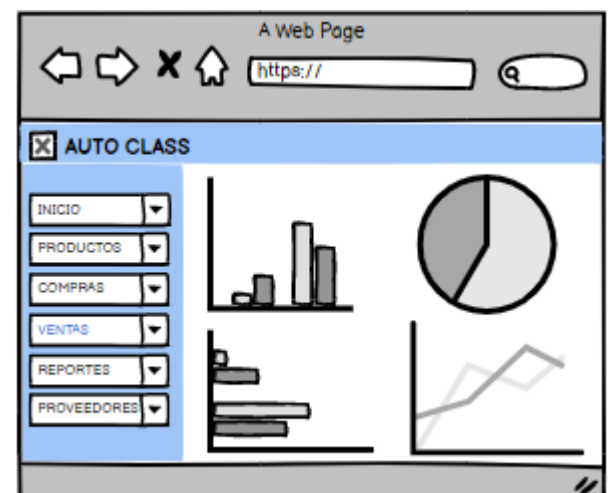 A Web Page
https://
AUTO CLASS
INICIO
PRODUCTOS
COMPRAS
VENTAS
REPORTES
PROVEEDORES